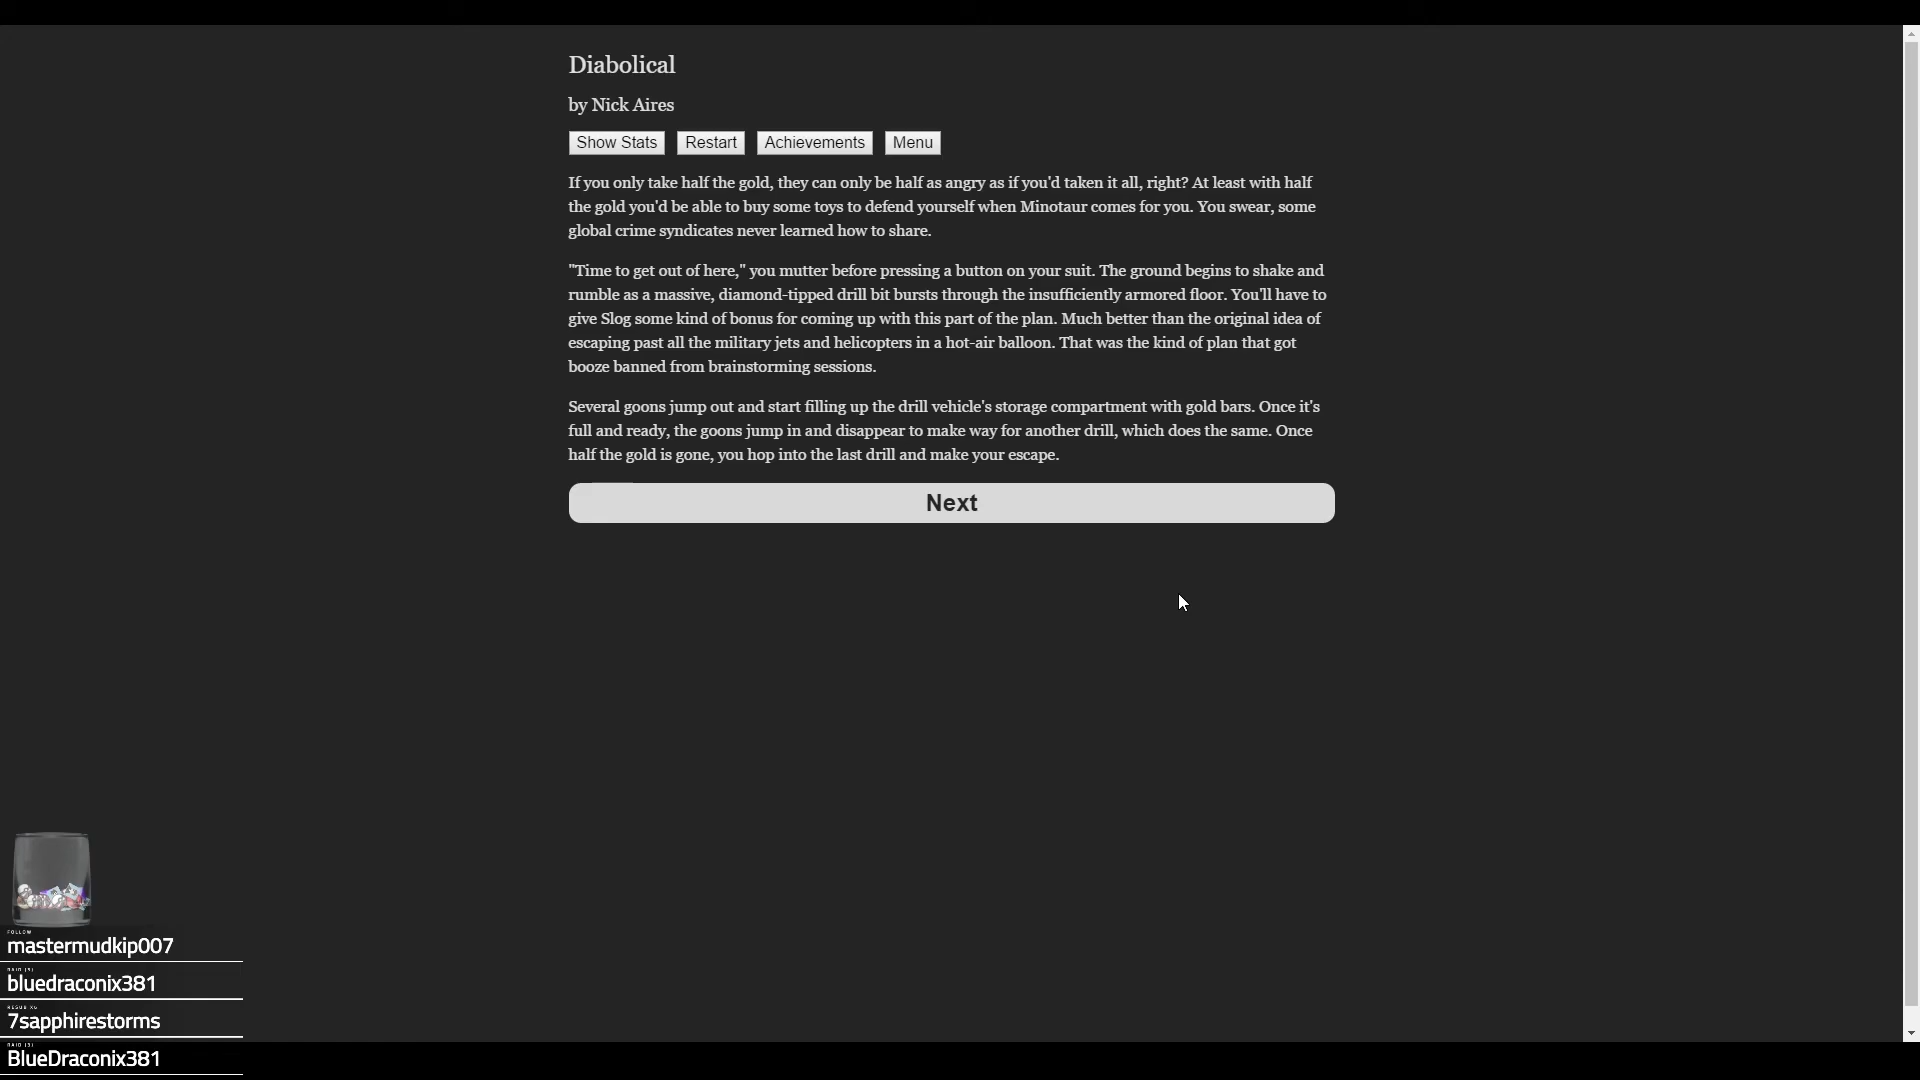 Diabolical
by Nick Aires
Show Stats Restart Achievements Menu
If you only take half the gold, they can only be half as angry as if you'd taken it all, right? At least with half
the gold you'd be able to buy some toys to defend yourself when Minotaur comes for you. You swear, some
global crime syndicates never learned how to share.
"Time to get out of here," you mutter before pressing a button on your suit. The ground begins to shake and
rumble as a massive, diamond-tipped drill bit bursts through the insufficiently armored floor. You'll have to
give Slog some kind of bonus for coming up with this part of the plan. Much better than the original idea of
escaping past all the military jets and helicopters in a hot-air balloon. That was the kind of plan that got
booze banned from brainstorming sessions.
Several goons jump out and start filling up the drill vehicle's storage compartment with gold bars. Once it's
full and ready, the goons jump in and disappear to make way for another drill, which does the same. Once
half the gold is gone, you hop into the last drill and make your escape.
Next
FOLLOW
mastermudkip007
RAID (3)
bluedraconix381
RESUB X6
7sapphirestorms
RAID (3)
BlueDraconix381